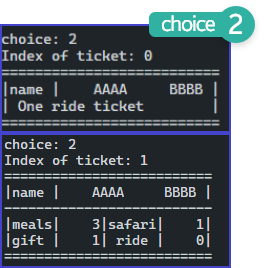 choice 2
choice: 2
Index of ticket: 0
===========================
|name |    AAAA     BBBB |
---------------------------
| One ride ticket        |
===========================
choice: 2
Index of ticket: 1
==========================
|name |    AAAA     BBBB |
--------------------------
|meals|    3|safari|    1|
|gift |    1| ride |    0|
==========================